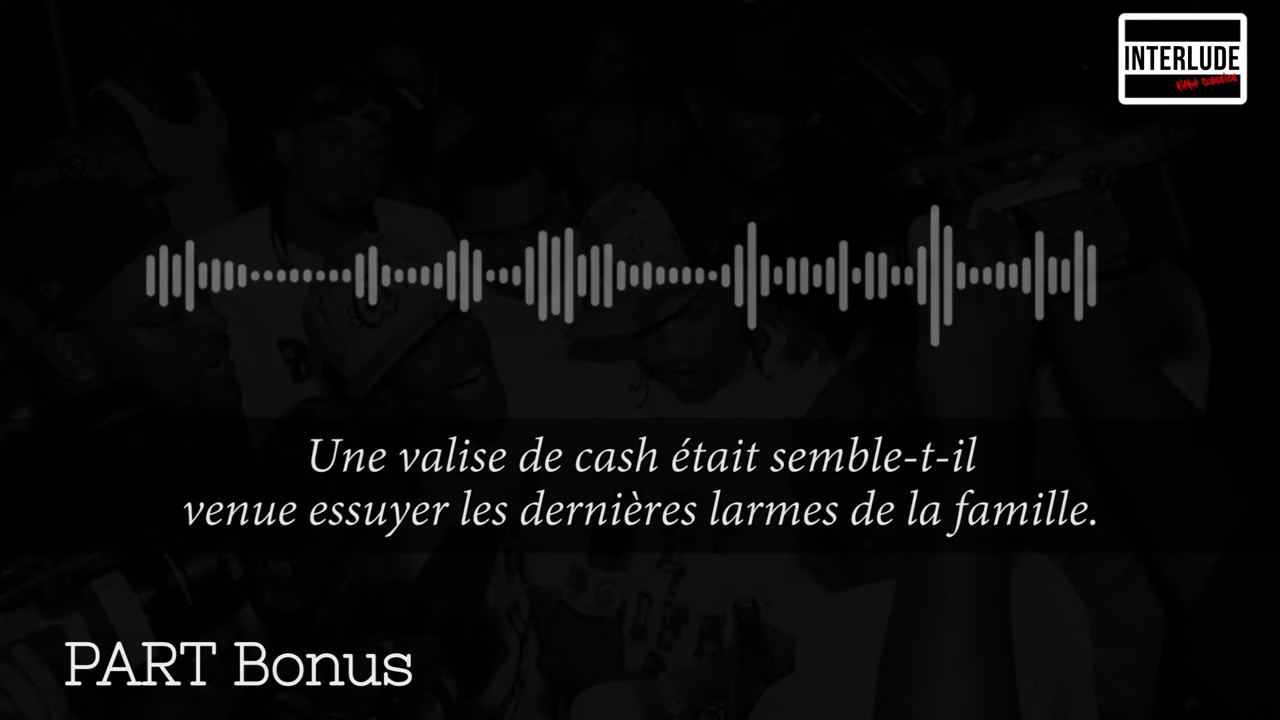 INTERLUDE
Une valise de cash était semble-t-il
venue essuyer les dernières larmes de la famille.
PART Bonus